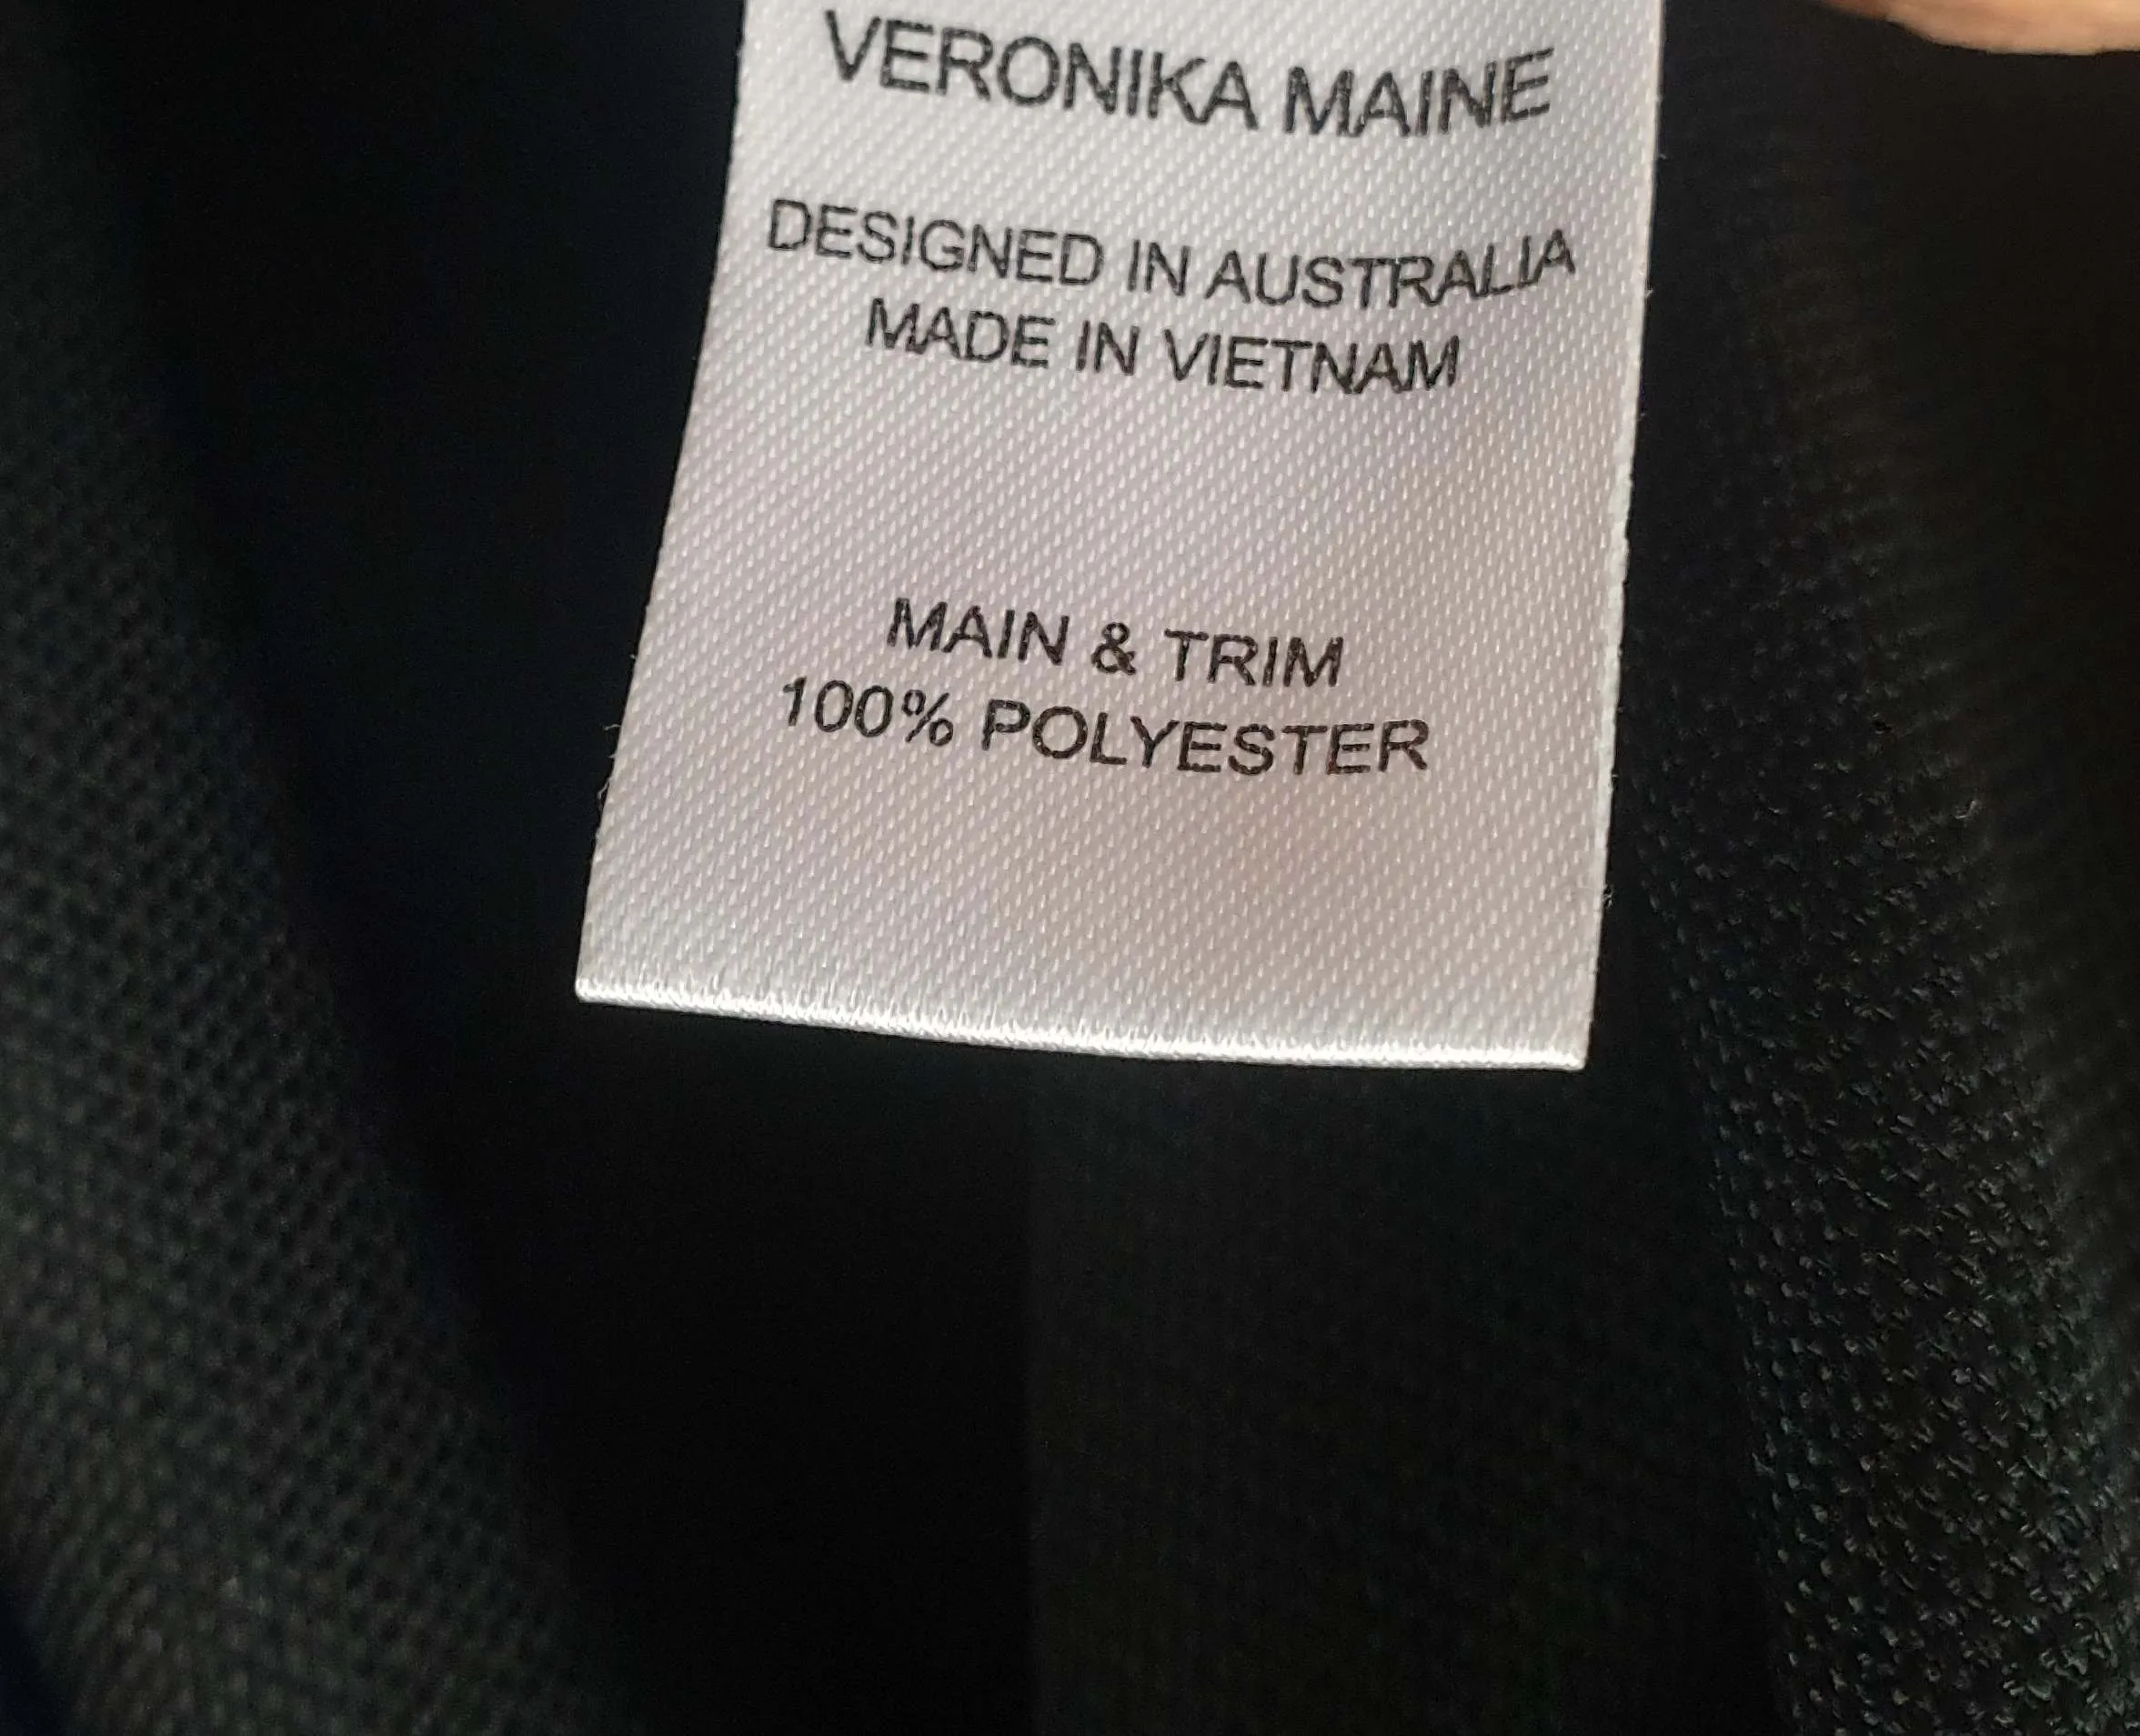 VERONIKA MAINE
DESIGNED IN AUSTRALIA
MADE IN VIETNAM
MAIN & TRIM
100% POLYESTER